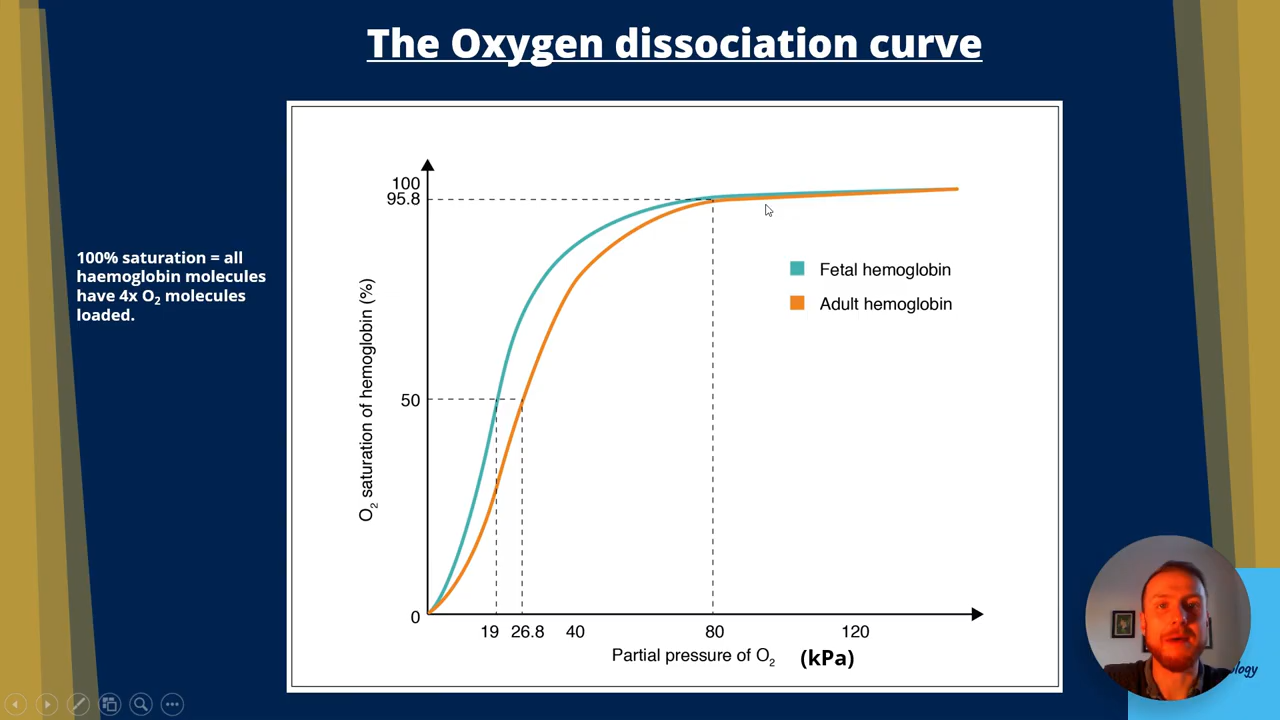 The Oxygen dissociation curve
100% saturation = all
haemoglobin molecules
have 4x O₂ molecules
loaded.
100
95.8
50
0
O₂ saturation of hemoglobin (%)
Fetal hemoglobin
Adult hemoglobin
19 26.8 40 80 120
Partial pressure of O₂ (kPa)